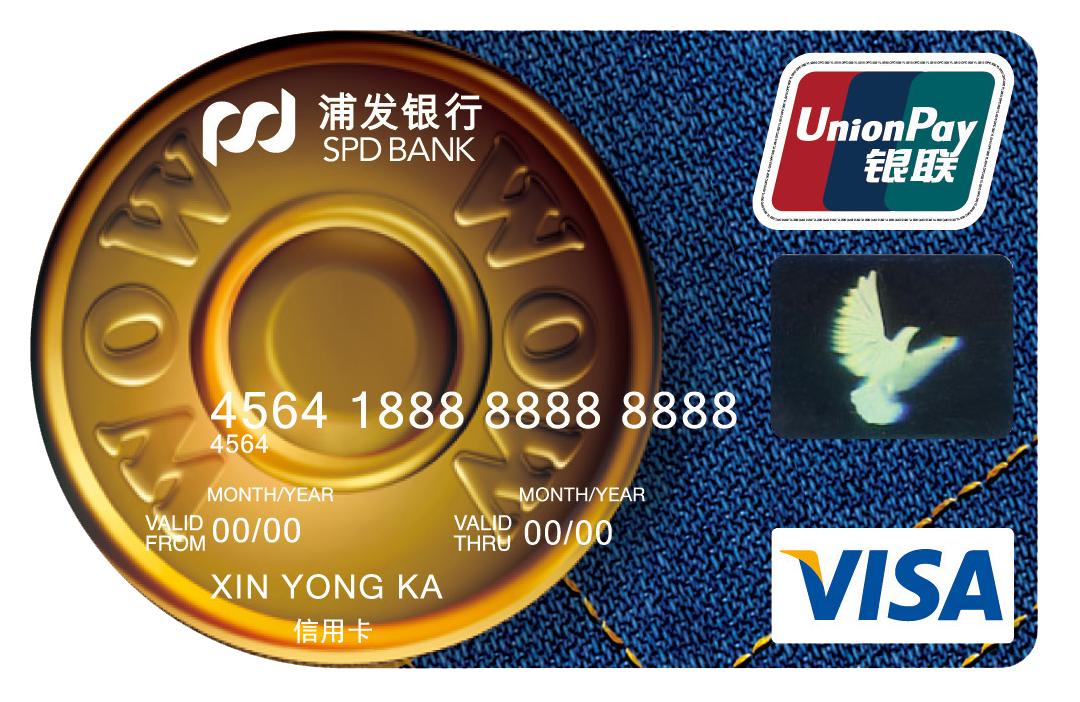 浦发银行
SPD BANK
UnionPay
银联
WOW
WOW
4564 1888 8888 8888
4564
MONTH/YEAR MONTH/YEAR
VALID FROM 00/00 VALID THRU 00/00
XIN YONG KA
信用卡
VISA